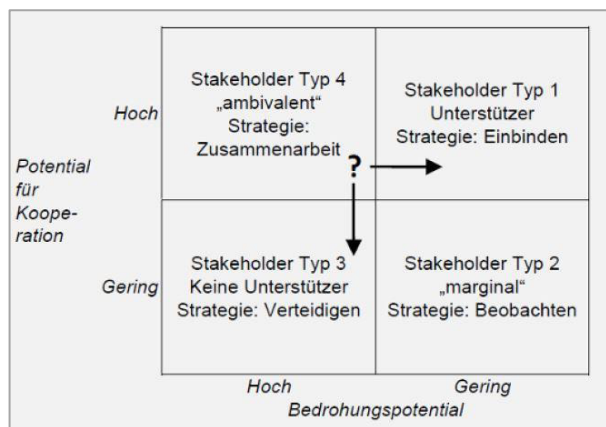 Stakeholder Typ 4
„ambivalent“
Strategie:
Zusammenarbeit
?
Stakeholder Typ 1
Unterstützer
Strategie: Einbinden
Hoch
Potential
für
Koope-
ration
Stakeholder Typ 3
Keine Unterstützer
Strategie: Verteidigen
Stakeholder Typ 2
„marginal“
Strategie: Beobachten
Gering
Hoch
Gering
Bedrohungspotential